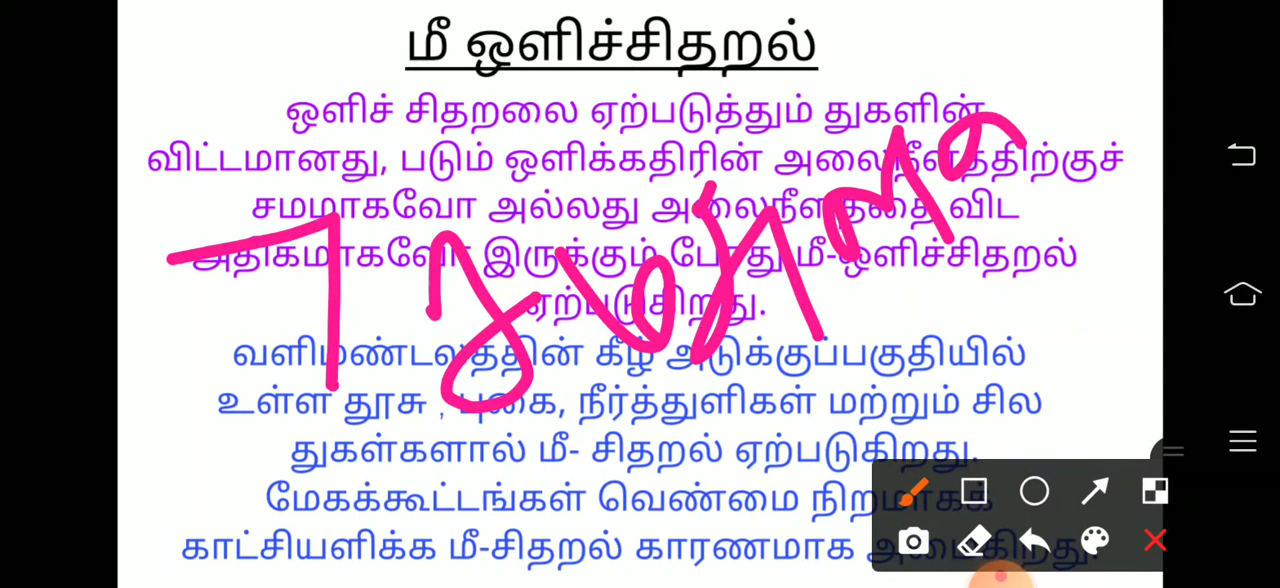 மீ ஒளிச்சிதறல்
ஒளிச் சிதறலை ஏற்படுத்தும் துகளின்
விட்டமானது, படும் ஒளிக்கதிரின் அலைநீளத்திற்குச்
சமமாகவோ அல்லது அலைநீளத்தை விட
அதிகமாகவோ இருக்கும் போது மீ-ஒளிச்சிதறல்
ஏற்படுகிறது.
வளிமண்டலத்தின் கீழ் அடுக்குப்பகுதியில்
உள்ள தூசு , புகை, நீர்த்துளிகள் மற்றும் சில
துகள்களால் மீ- சிதறல் ஏற்படுகிறது.
மேகக்கூட்டங்கள் வெண்மை நிறமாகக்
காட்சியளிக்க மீ-சிதறல் காரணமாக அமைகிறது.